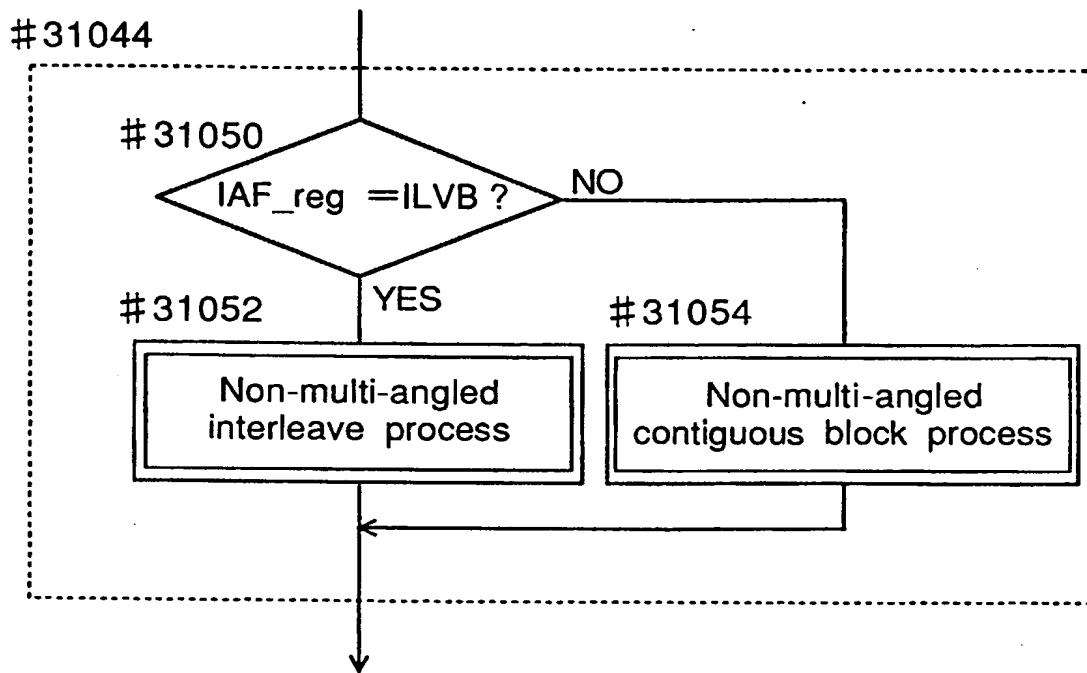 #31044
#31050
IAF_reg =ILVB ?
NO
YES
#31052
#31054
Non-multi-angled
interleave process
Non-multi-angled
contiguous block process